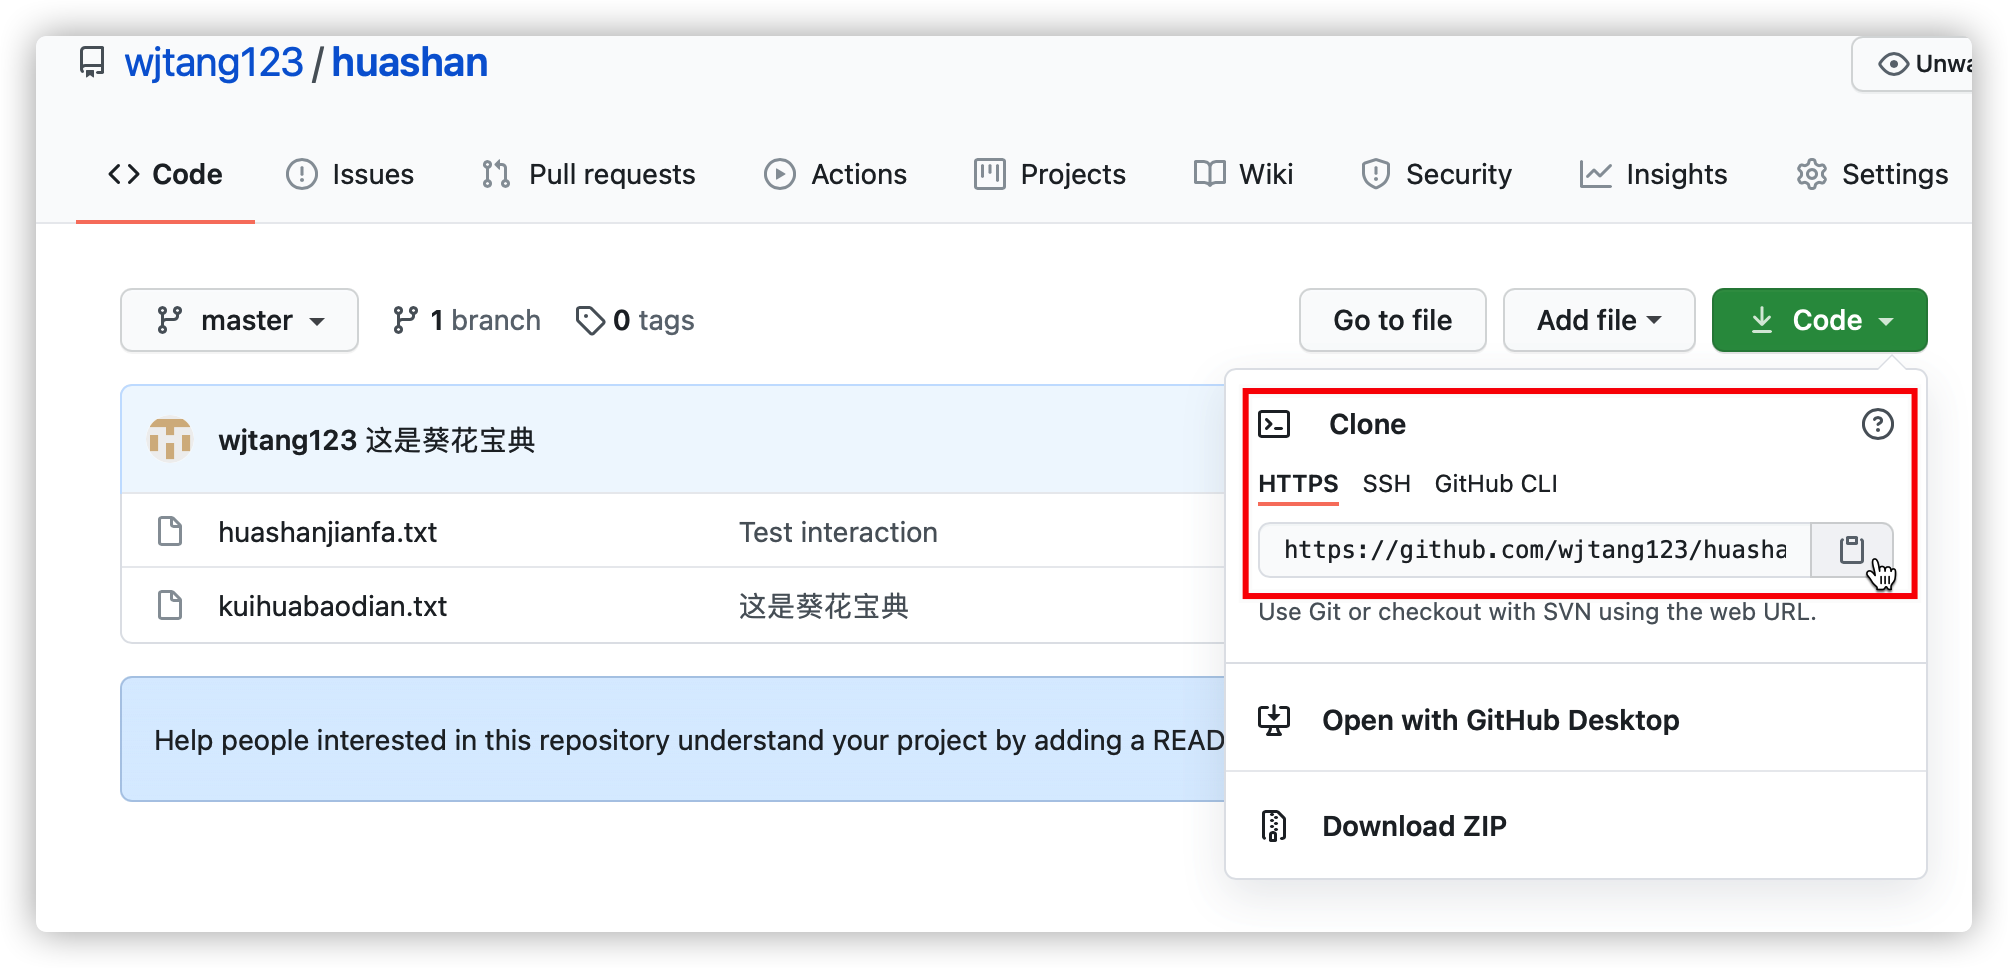 wjtang123 / huashan
Unwa
Code Issues Pull requests Actions Projects Wiki Security Insights Settings
master 1 branch 0 tags Go to file Add file Code
wjtang123 这是葵花宝典
huashanjianfa.txt Test interaction
kuihuabaodian.txt 这是葵花宝典
Help people interested in this repository understand your project by adding a READ
Clone
HTTPS SSH GitHub CLI
https://github.com/wjtang123/huasha
Use Git or checkout with SVN using the web URL.
Open with GitHub Desktop
Download ZIP